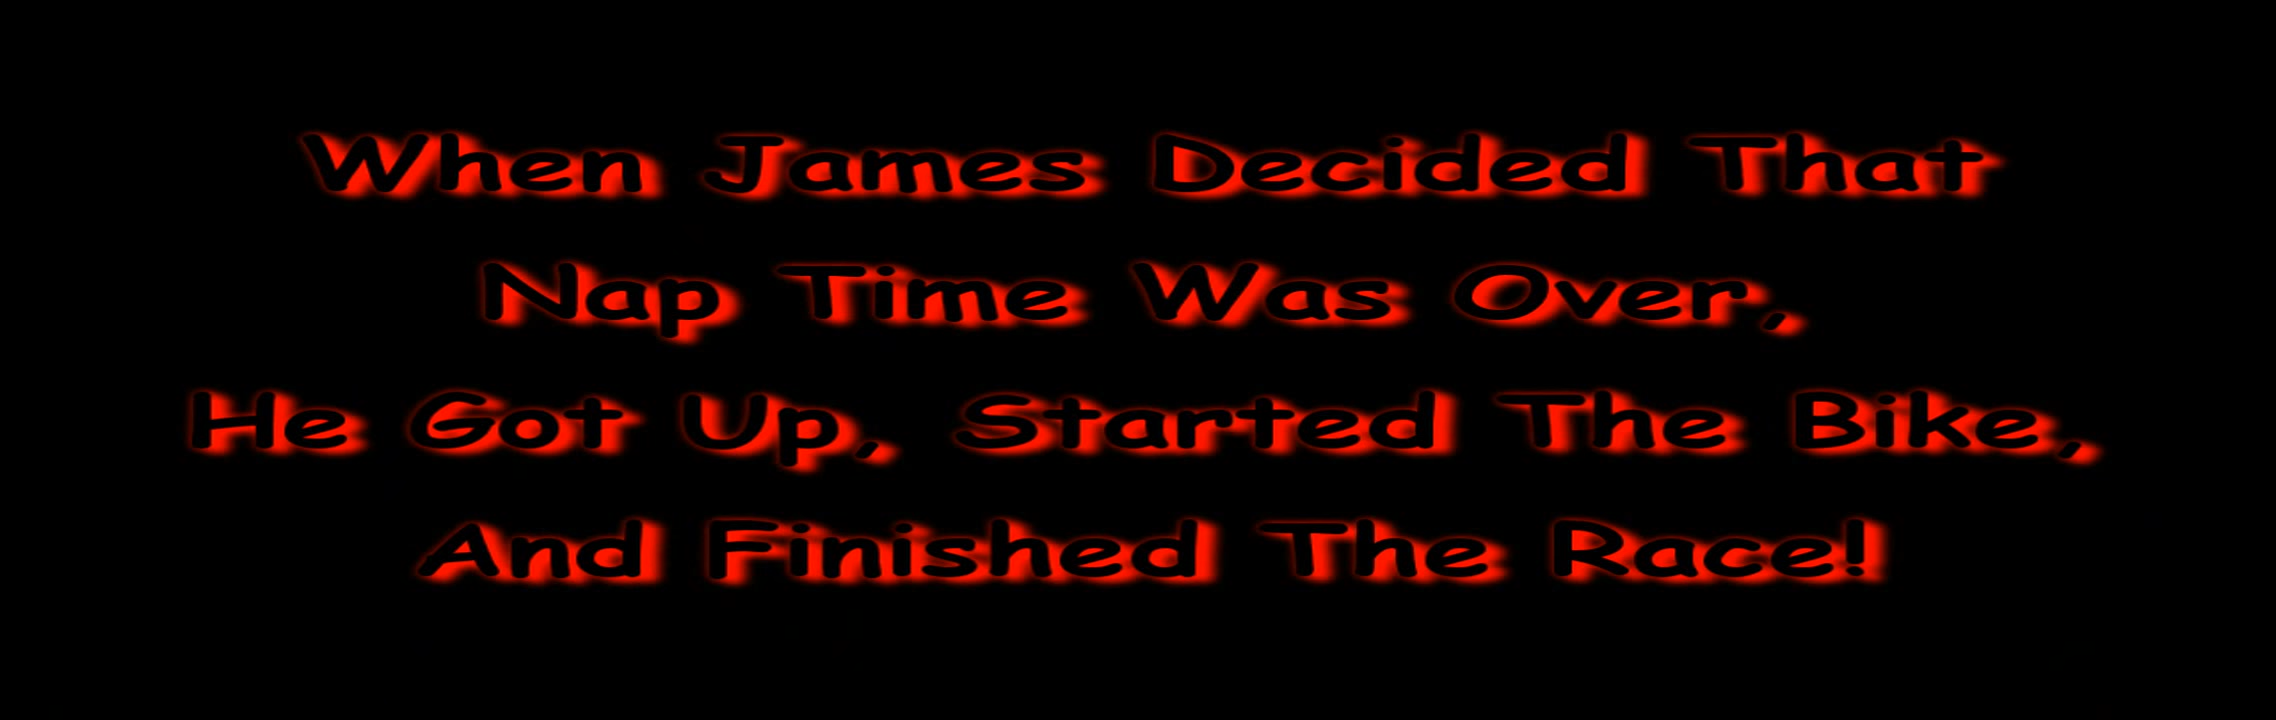 When James Decided That
Nap Time Was Over,
He Got Up, Started The Bike,
And Finished The Race!